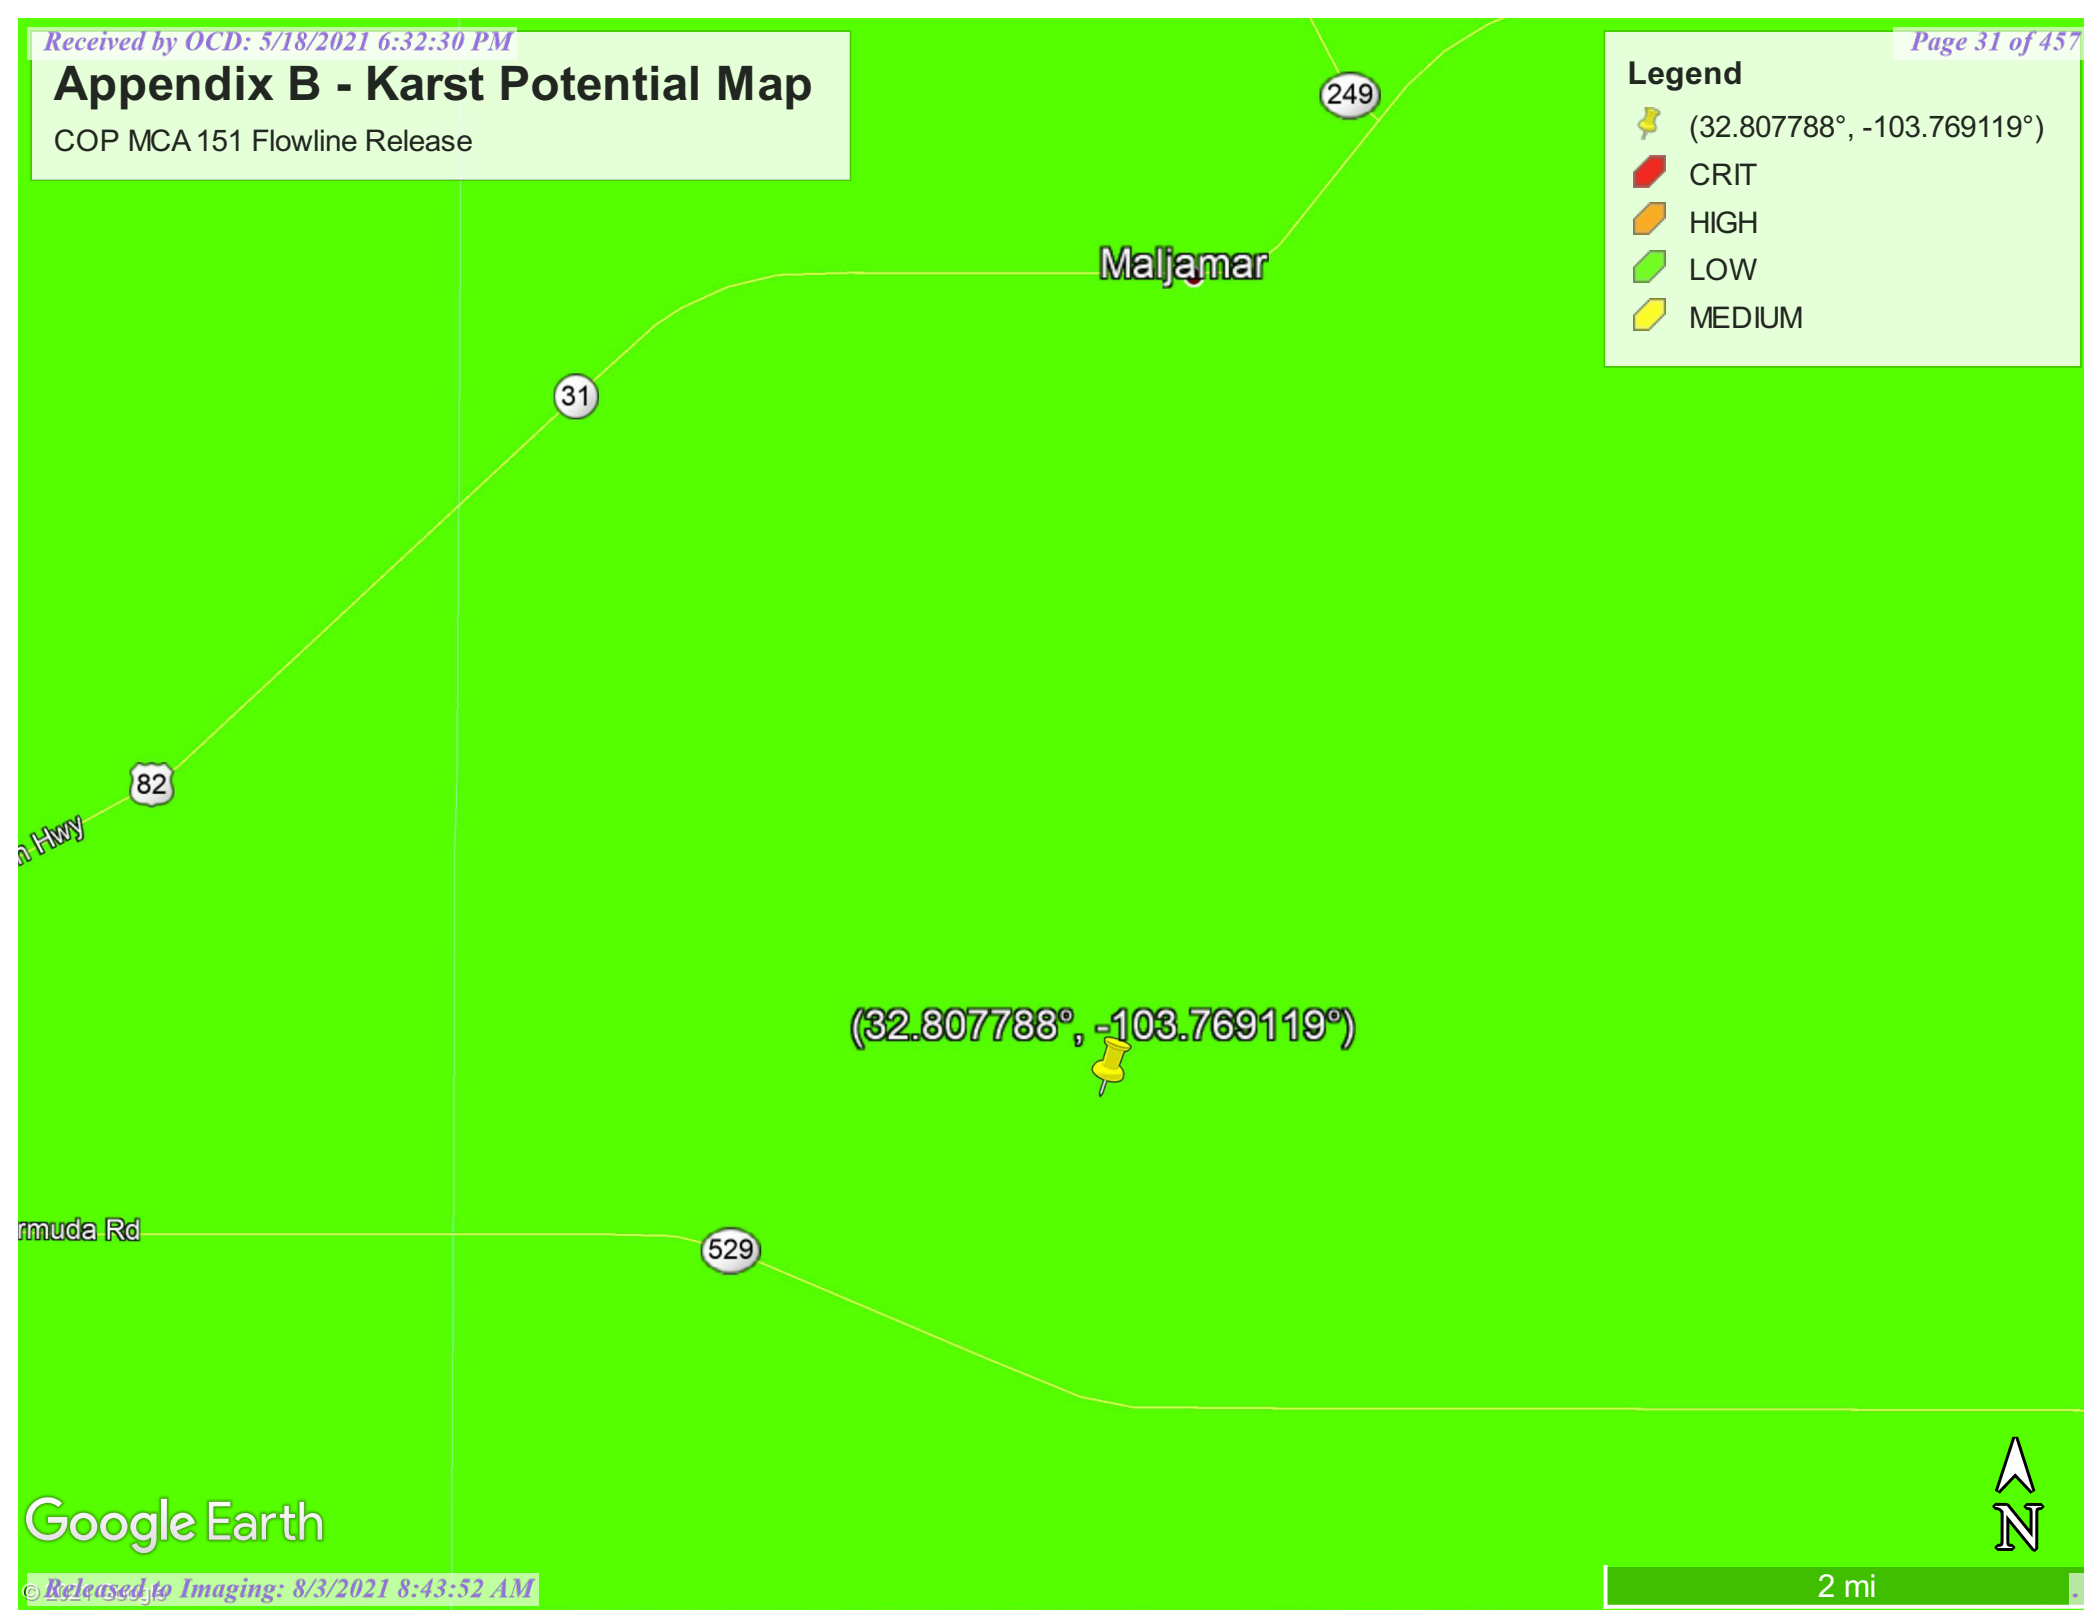 Received by OCD: 5/18/2021 6:32:30 PM
Page 31 of 457
Appendix B - Karst Potential Map
COP MCA 151 Flowline Release
Legend
(32.807788°, -103.769119°)
CRIT
HIGH
LOW
MEDIUM
249
Maljamar
31
82
n Hwy
(32.807788°, -103.769119°)
rmuda Rd
529
Google Earth
N
© 2021 Google
Released to Imaging: 8/3/2021 8:43:52 AM
2 mi